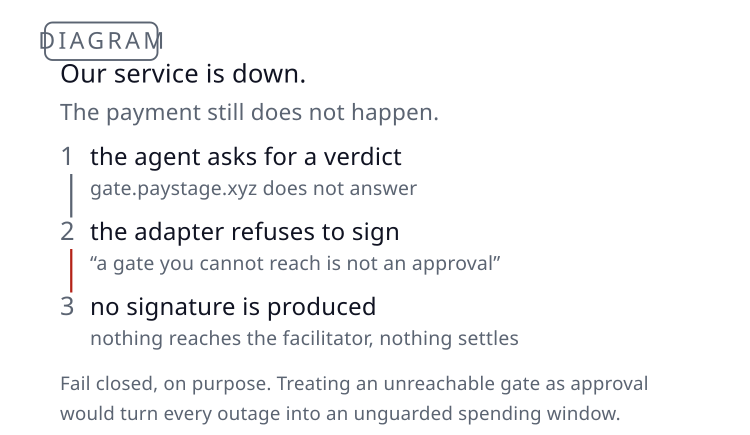 DIAGRAM
Our service is down.
The payment still does not happen.
1 the agent asks for a verdict
gate.paystage.xyz does not answer
2 the adapter refuses to sign
“a gate you cannot reach is not an approval”
3 no signature is produced
nothing reaches the facilitator, nothing settles
Fail closed, on purpose. Treating an unreachable gate as approval
would turn every outage into an unguarded spending window.